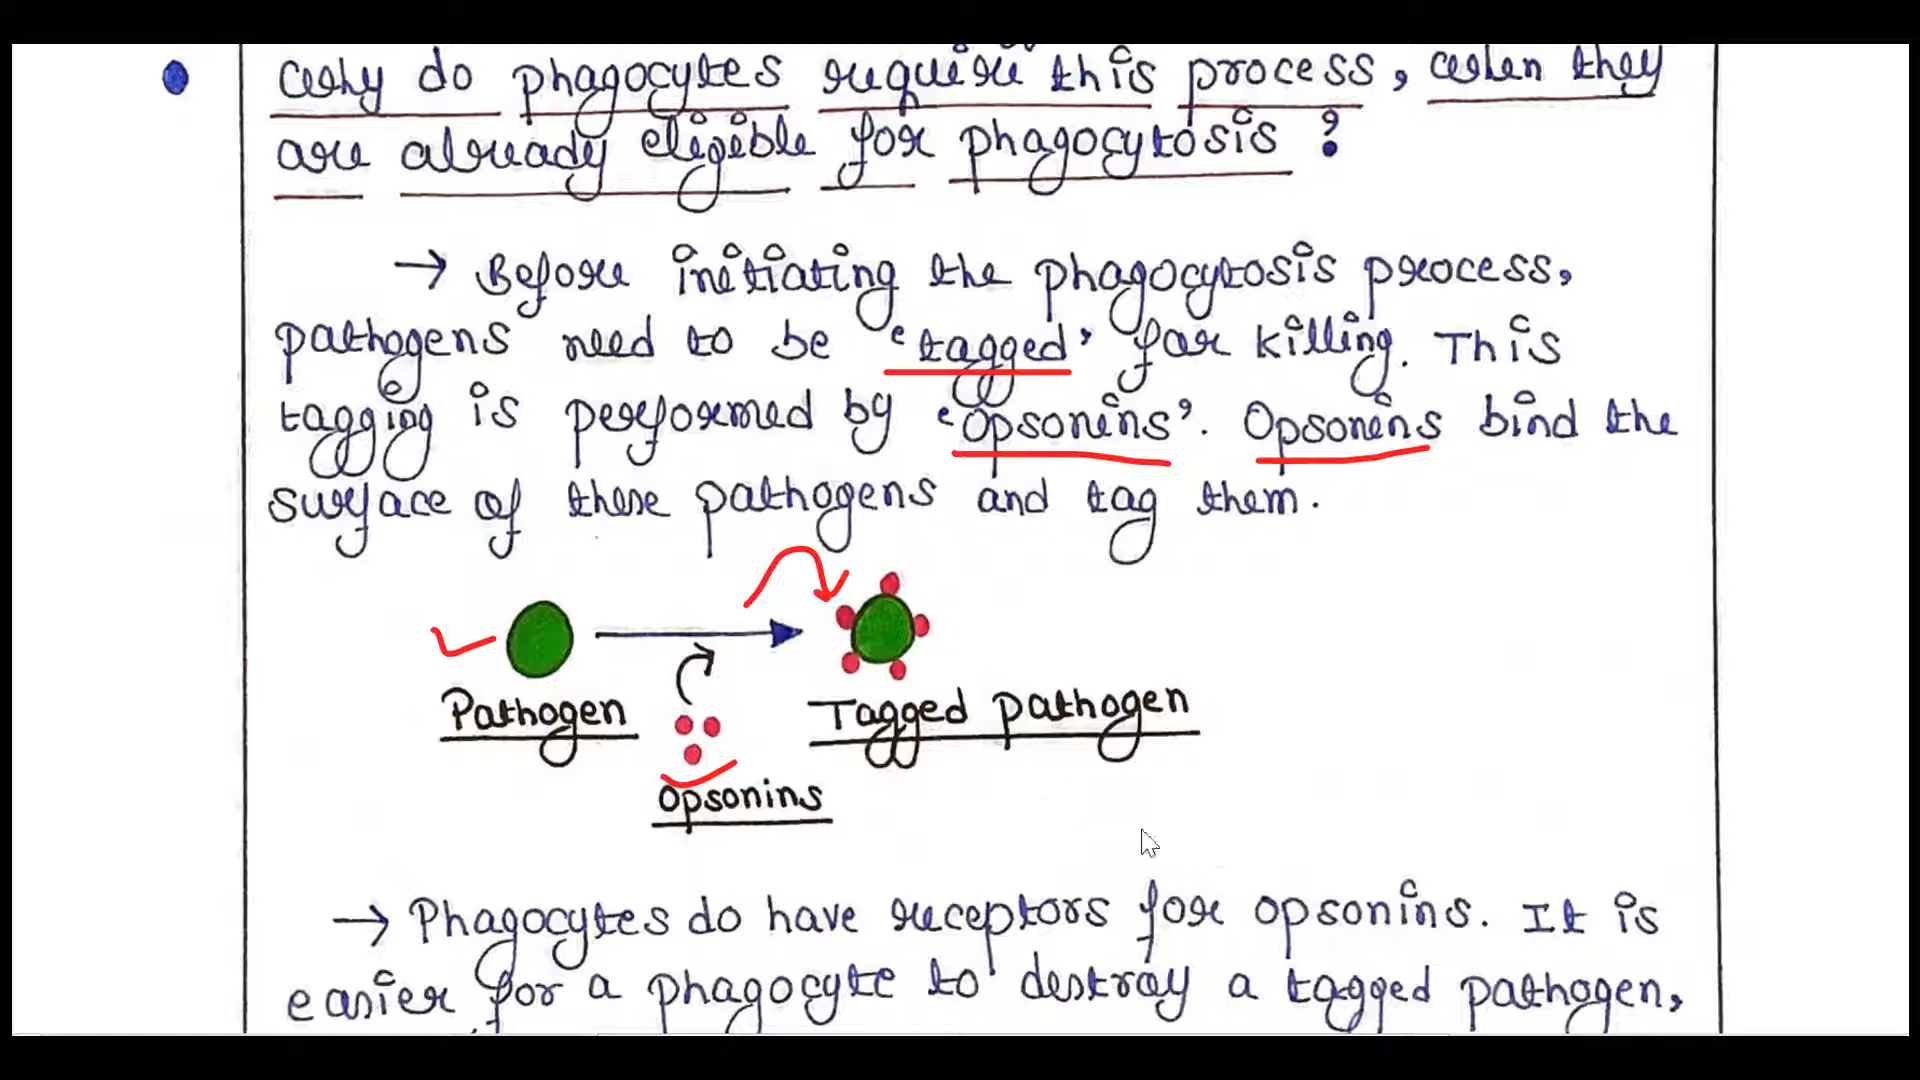 Why do phagocytes require this process, when they
are already eligible for phagocytosis ?
→ Before initiating the phagocytosis process,
pathogens need to be 'tagged' for killing. This
tagging is performed by 'opsonins'. Opsonins bind the
surface of these pathogens and tag them.
Pathogen
Tagged pathogen
Opsonins
→ Phagocytes do have receptors for opsonins. It is
easier for a phagocyte to destroy a tagged pathogen,